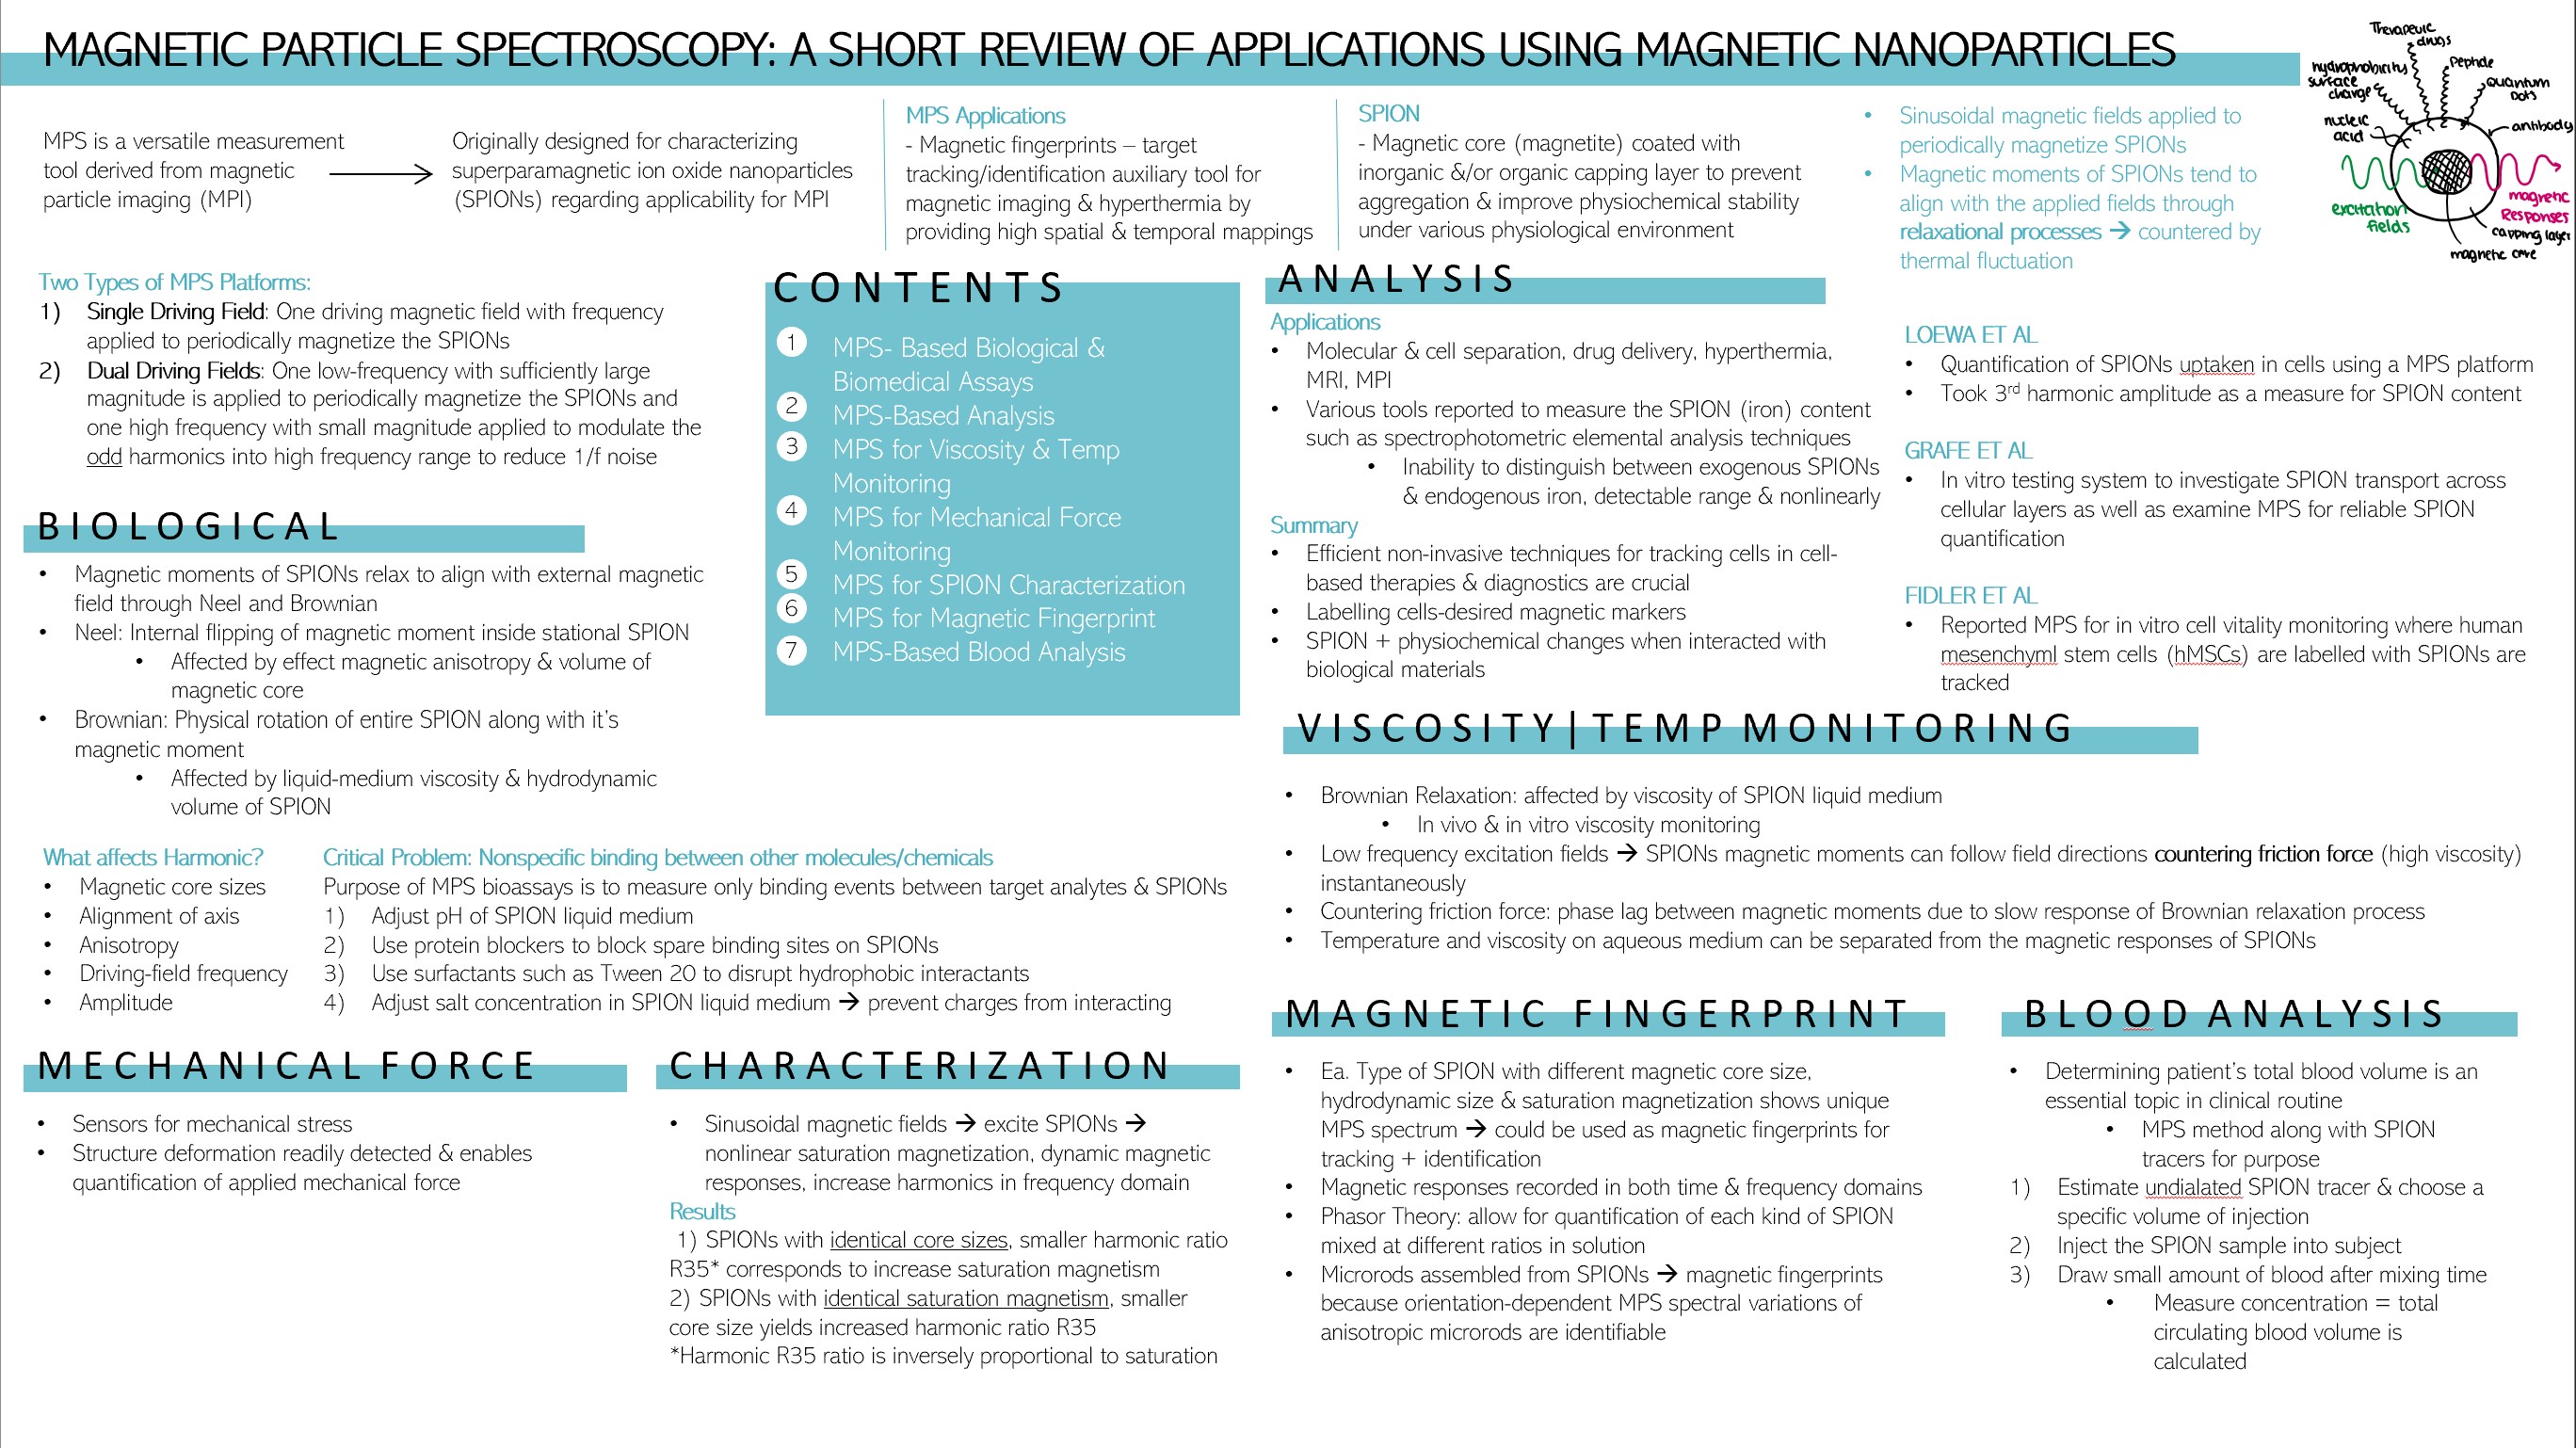 MAGNETIC PARTICLE SPECTROSCOPY: A SHORT REVIEW OF APPLICATIONS USING MAGNETIC NANOPARTICLES
MPS is a versatile measurement
tool derived from magnetic
particle imaging (MPI)
Originally designed for characterizing
superparamagnetic ion oxide nanoparticles
(SPIONs) regarding applicability for MPI
MPS Applications
- Magnetic fingerprints – target
tracking/identification auxiliary tool for
magnetic imaging & hyperthermia by
providing high spatial & temporal mappings
SPION
- Magnetic core (magnetite) coated with
inorganic &/or organic capping layer to prevent
aggregation & improve physiochemical stability
under various physiological environment
• Sinusoidal magnetic fields applied to
periodically magnetize SPIONs
• Magnetic moments of SPIONs tend to
align with the applied fields through
relaxational processes → countered by
thermal fluctuation
Therapeutic
drugs
Peptide
quantum
Dots
antibody
hydrophobicity
surface
charge
nucleic
acid
excitation
fields
magnetic
Responses
capping layer
magnetic core
Two Types of MPS Platforms:
1) Single Driving Field: One driving magnetic field with frequency
applied to periodically magnetize the SPIONs
2) Dual Driving Fields: One low-frequency with sufficiently large
magnitude is applied to periodically magnetize the SPIONs and
one high frequency with small magnitude applied to modulate the
odd harmonics into high frequency range to reduce 1/f noise
BIOLOGICAL
• Magnetic moments of SPIONs relax to align with external magnetic
field through Neel and Brownian
• Neel: Internal flipping of magnetic moment inside stational SPION
• Affected by effect magnetic anisotropy & volume of
magnetic core
• Brownian: Physical rotation of entire SPION along with it's
magnetic moment
• Affected by liquid-medium viscosity & hydrodynamic
volume of SPION
What affects Harmonic?
• Magnetic core sizes
• Alignment of axis
• Anisotropy
• Driving-field frequency
• Amplitude
Critical Problem: Nonspecific binding between other molecules/chemicals
Purpose of MPS bioassays is to measure only binding events between target analytes & SPIONs
1) Adjust pH of SPION liquid medium
2) Use protein blockers to block spare binding sites on SPIONs
3) Use surfactants such as Tween 20 to disrupt hydrophobic interactants
4) Adjust salt concentration in SPION liquid medium → prevent charges from interacting
CONTENTS
1 MPS- Based Biological &
Biomedical Assays
2 MPS-Based Analysis
3 MPS for Viscosity & Temp
Monitoring
4 MPS for Mechanical Force
Monitoring
5 MPS for SPION Characterization
6 MPS for Magnetic Fingerprint
7 MPS-Based Blood Analysis
ANALYSIS
Applications
• Molecular & cell separation, drug delivery, hyperthermia,
MRI, MPI
• Various tools reported to measure the SPION (iron) content
such as spectrophotometric elemental analysis techniques
• Inability to distinguish between exogenous SPIONs
& endogenous iron, detectable range & nonlinearly
Summary
• Efficient non-invasive techniques for tracking cells in cell-
based therapies & diagnostics are crucial
• Labelling cells-desired magnetic markers
• SPION + physiochemical changes when interacted with
biological materials
LOEWA ET AL
• Quantification of SPIONs uptaken in cells using a MPS platform
• Took 3rd harmonic amplitude as a measure for SPION content
GRAFE ET AL
• In vitro testing system to investigate SPION transport across
cellular layers as well as examine MPS for reliable SPION
quantification
FIDLER ET AL
• Reported MPS for in vitro cell vitality monitoring where human
mesenchyml stem cells (hMSCs) are labelled with SPIONs are
tracked
VISCOSITY|TEMP MONITORING
• Brownian Relaxation: affected by viscosity of SPION liquid medium
• In vivo & in vitro viscosity monitoring
• Low frequency excitation fields → SPIONs magnetic moments can follow field directions countering friction force (high viscosity)
instantaneously
• Countering friction force: phase lag between magnetic moments due to slow response of Brownian relaxation process
• Temperature and viscosity on aqueous medium can be separated from the magnetic responses of SPIONs
MECHANICAL FORCE
• Sensors for mechanical stress
• Structure deformation readily detected & enables
quantification of applied mechanical force
CHARACTERIZATION
• Sinusoidal magnetic fields → excite SPIONs →
nonlinear saturation magnetization, dynamic magnetic
responses, increase harmonics in frequency domain
Results
1) SPIONs with identical core sizes, smaller harmonic ratio
R35* corresponds to increase saturation magnetism
2) SPIONs with identical saturation magnetism, smaller
core size yields increased harmonic ratio R35
*Harmonic R35 ratio is inversely proportional to saturation
MAGNETIC FINGERPRINT
• Ea. Type of SPION with different magnetic core size,
hydrodynamic size & saturation magnetization shows unique
MPS spectrum → could be used as magnetic fingerprints for
tracking + identification
• Magnetic responses recorded in both time & frequency domains
• Phasor Theory: allow for quantification of each kind of SPION
mixed at different ratios in solution
• Microrods assembled from SPIONs → magnetic fingerprints
because orientation-dependent MPS spectral variations of
anisotropic microrods are identifiable
BLOOD ANALYSIS
• Determining patient's total blood volume is an
essential topic in clinical routine
• MPS method along with SPION
tracers for purpose
1) Estimate undialated SPION tracer & choose a
specific volume of injection
2) Inject the SPION sample into subject
3) Draw small amount of blood after mixing time
• Measure concentration = total
circulating blood volume is
calculated